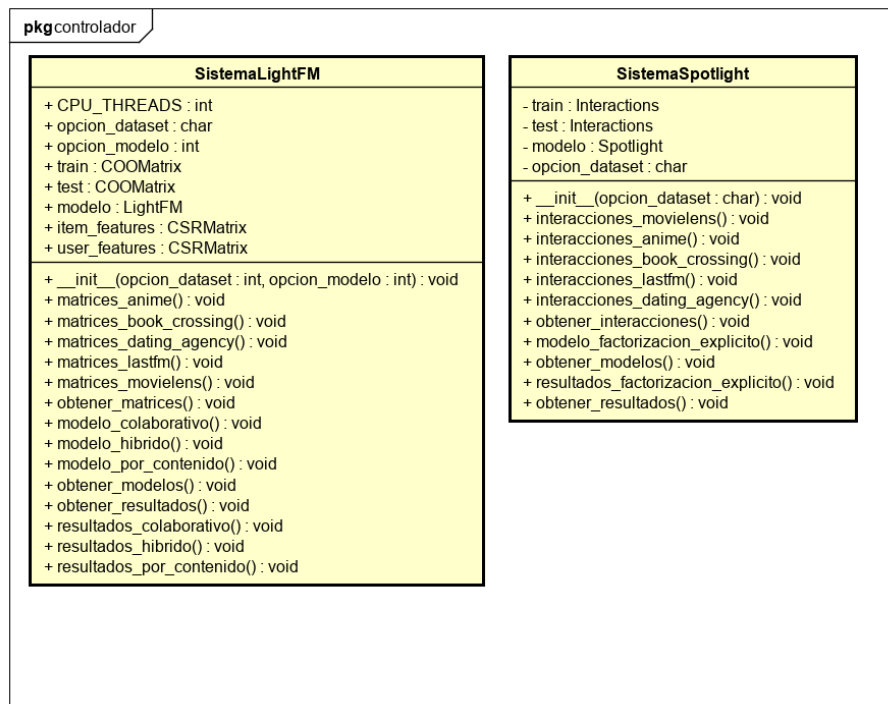 pkg controlador
SistemaLightFM
+ CPU_THREADS : int
+ opcion_dataset : char
+ opcion_modelo : int
+ train : COOMatrix
+ test : COOMatrix
+ modelo : LightFM
+ item_features : CSRMatrix
+ user_features : CSRMatrix
+ __init__(opcion_dataset : int, opcion_modelo : int) : void
+ matrices_anime() : void
+ matrices_book_crossing() : void
+ matrices_dating_agency() : void
+ matrices_lastfm() : void
+ matrices_movielens() : void
+ obtener_matrices() : void
+ modelo_colaborativo() : void
+ modelo_hibrido() : void
+ modelo_por_contenido() : void
+ obtener_modelos() : void
+ obtener_resultados() : void
+ resultados_colaborativo() : void
+ resultados_hibrido() : void
+ resultados_por_contenido() : void
SistemaSpotlight
- train : Interactions
- test : Interactions
- modelo : Spotlight
- opcion_dataset : char
+ __init__(opcion_dataset : char) : void
+ interacciones_movielens() : void
+ interacciones_anime() : void
+ interacciones_book_crossing() : void
+ interacciones_lastfm() : void
+ interacciones_dating_agency() : void
+ obtener_interacciones() : void
+ modelo_factorizacion_explicito() : void
+ obtener_modelos() : void
+ resultados_factorizacion_explicito() : void
+ obtener_resultados() : void